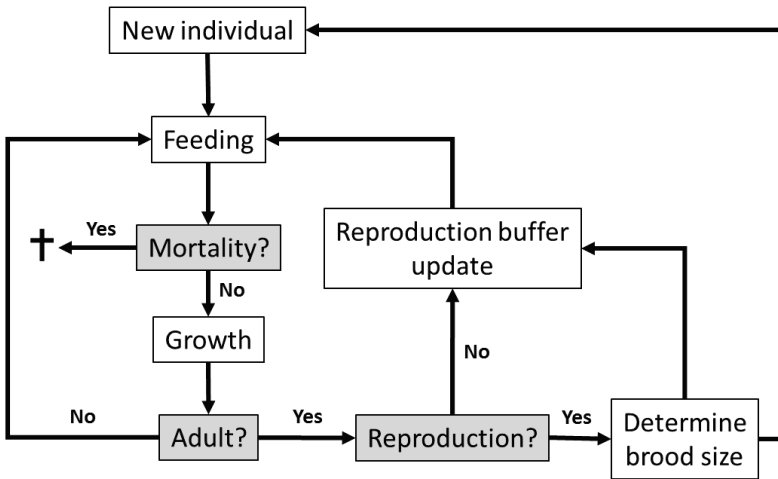 New individual
Feeding
Yes
Mortality?
Reproduction buffer
update
No
Growth
No
No
Adult?
Yes
Reproduction?
Yes
Determine
brood size